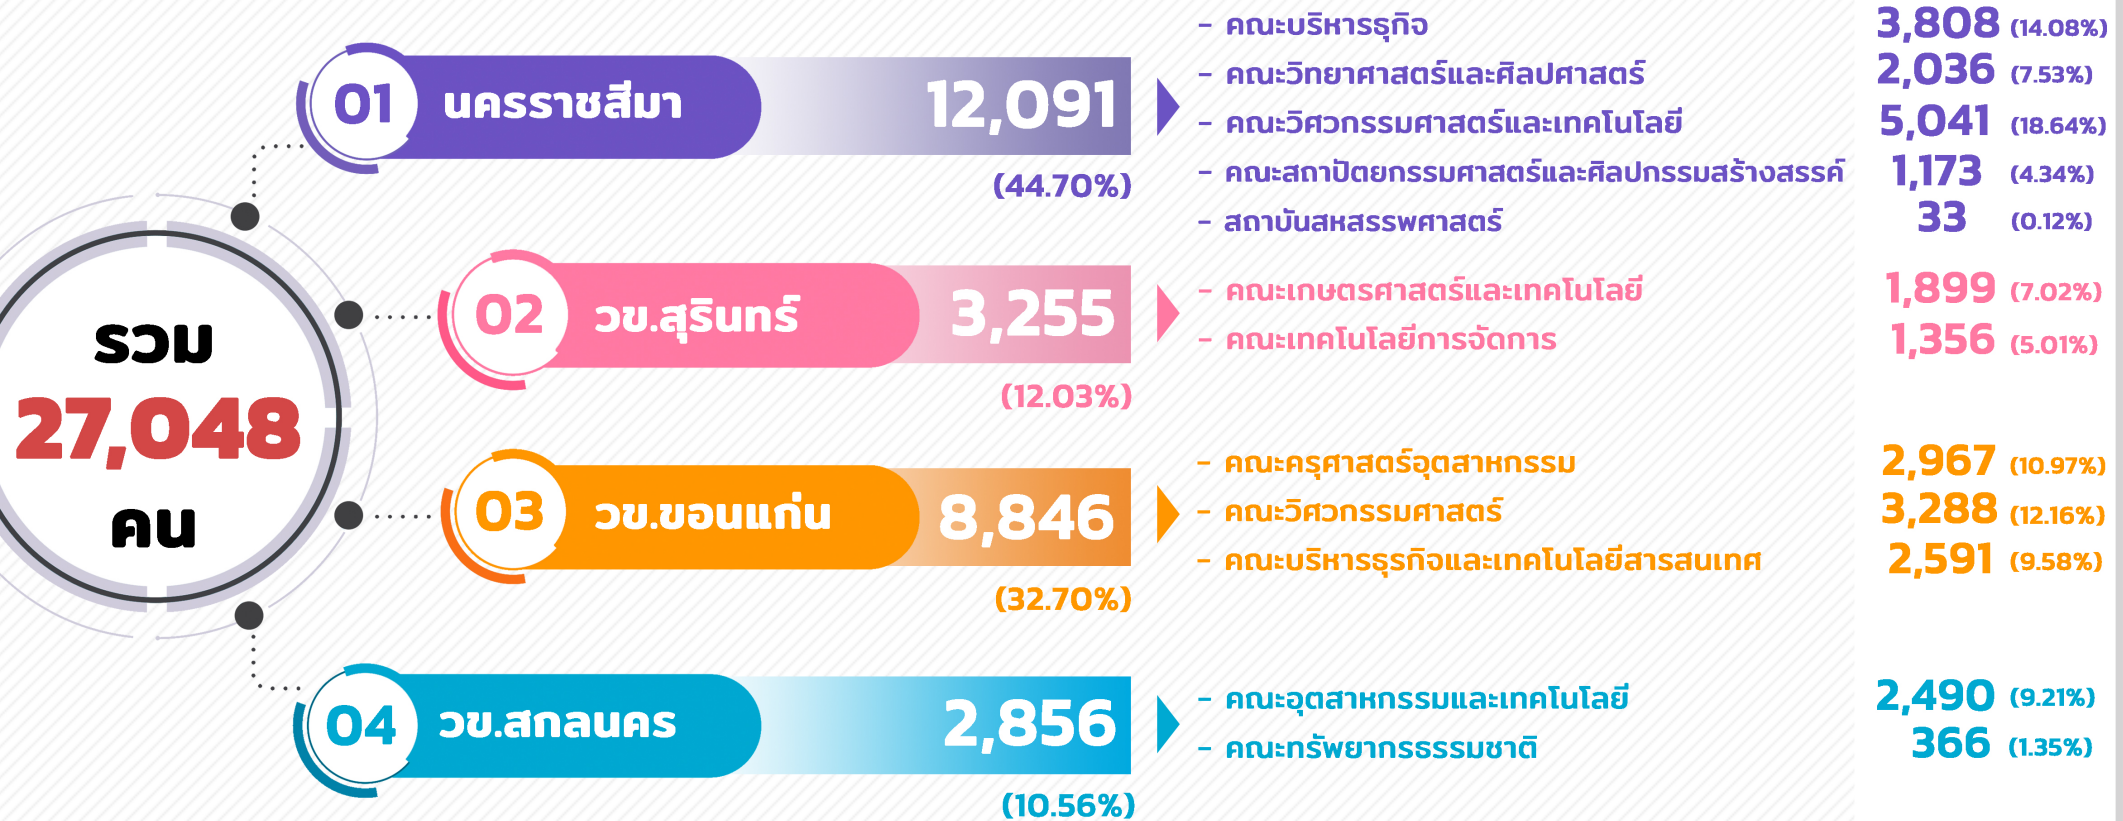 รวม
27,048
คน
01 นครราชสีมา 12,091
(44.70%)
- คณะบริหารธุกิจ 3,808 (14.08%)
- คณะวิทยาศาสตร์และศิลปศาสตร์ 2,036 (7.53%)
- คณะวิศวกรรมศาสตร์และเทคโนโลยี 5,041 (18.64%)
- คณะสถาปัตยกรรมศาสตร์และศิลปกรรมสร้างสรรค์ 1,173 (4.34%)
- สถาบันสหสรรพศาสตร์ 33 (0.12%)
02 วข.สุรินทร์ 3,255
(12.03%)
- คณะเกษตรศาสตร์และเทคโนโลยี 1,899 (7.02%)
- คณะเทคโนโลยีการจัดการ 1,356 (5.01%)
03 วข.ขอนแก่น 8,846
(32.70%)
- คณะครุศาสตร์อุตสาหกรรม 2,967 (10.97%)
- คณะวิศวกรรมศาสตร์ 3,288 (12.16%)
- คณะบริหารธุรกิจและเทคโนโลยีสารสนเทศ 2,591 (9.58%)
04 วข.สกลนคร 2,856
(10.56%)
- คณะอุตสาหกรรมและเทคโนโลยี 2,490 (9.21%)
- คณะทรัพยากรธรรมชาติ 366 (1.35%)